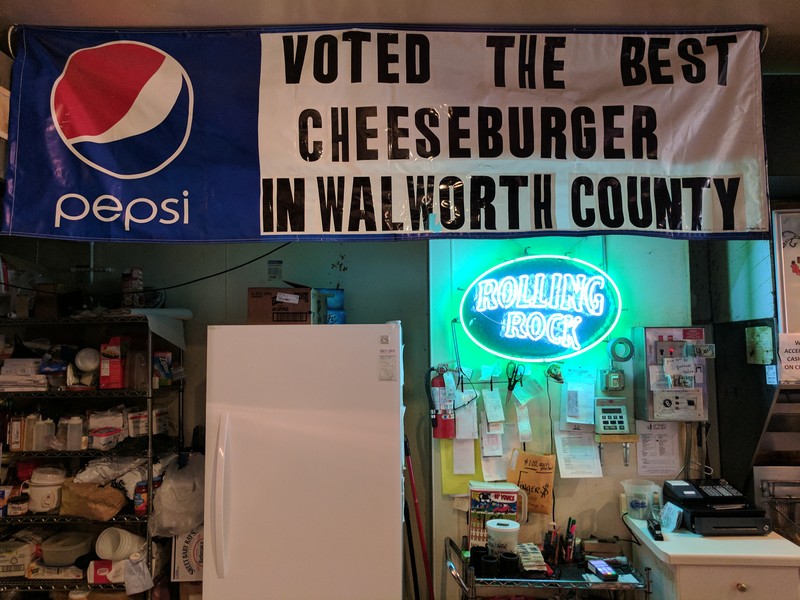 VOTED THE BEST
CHEESEBURGER
IN WALWORTH COUNTY
pepsi
ROLLING
ROCK